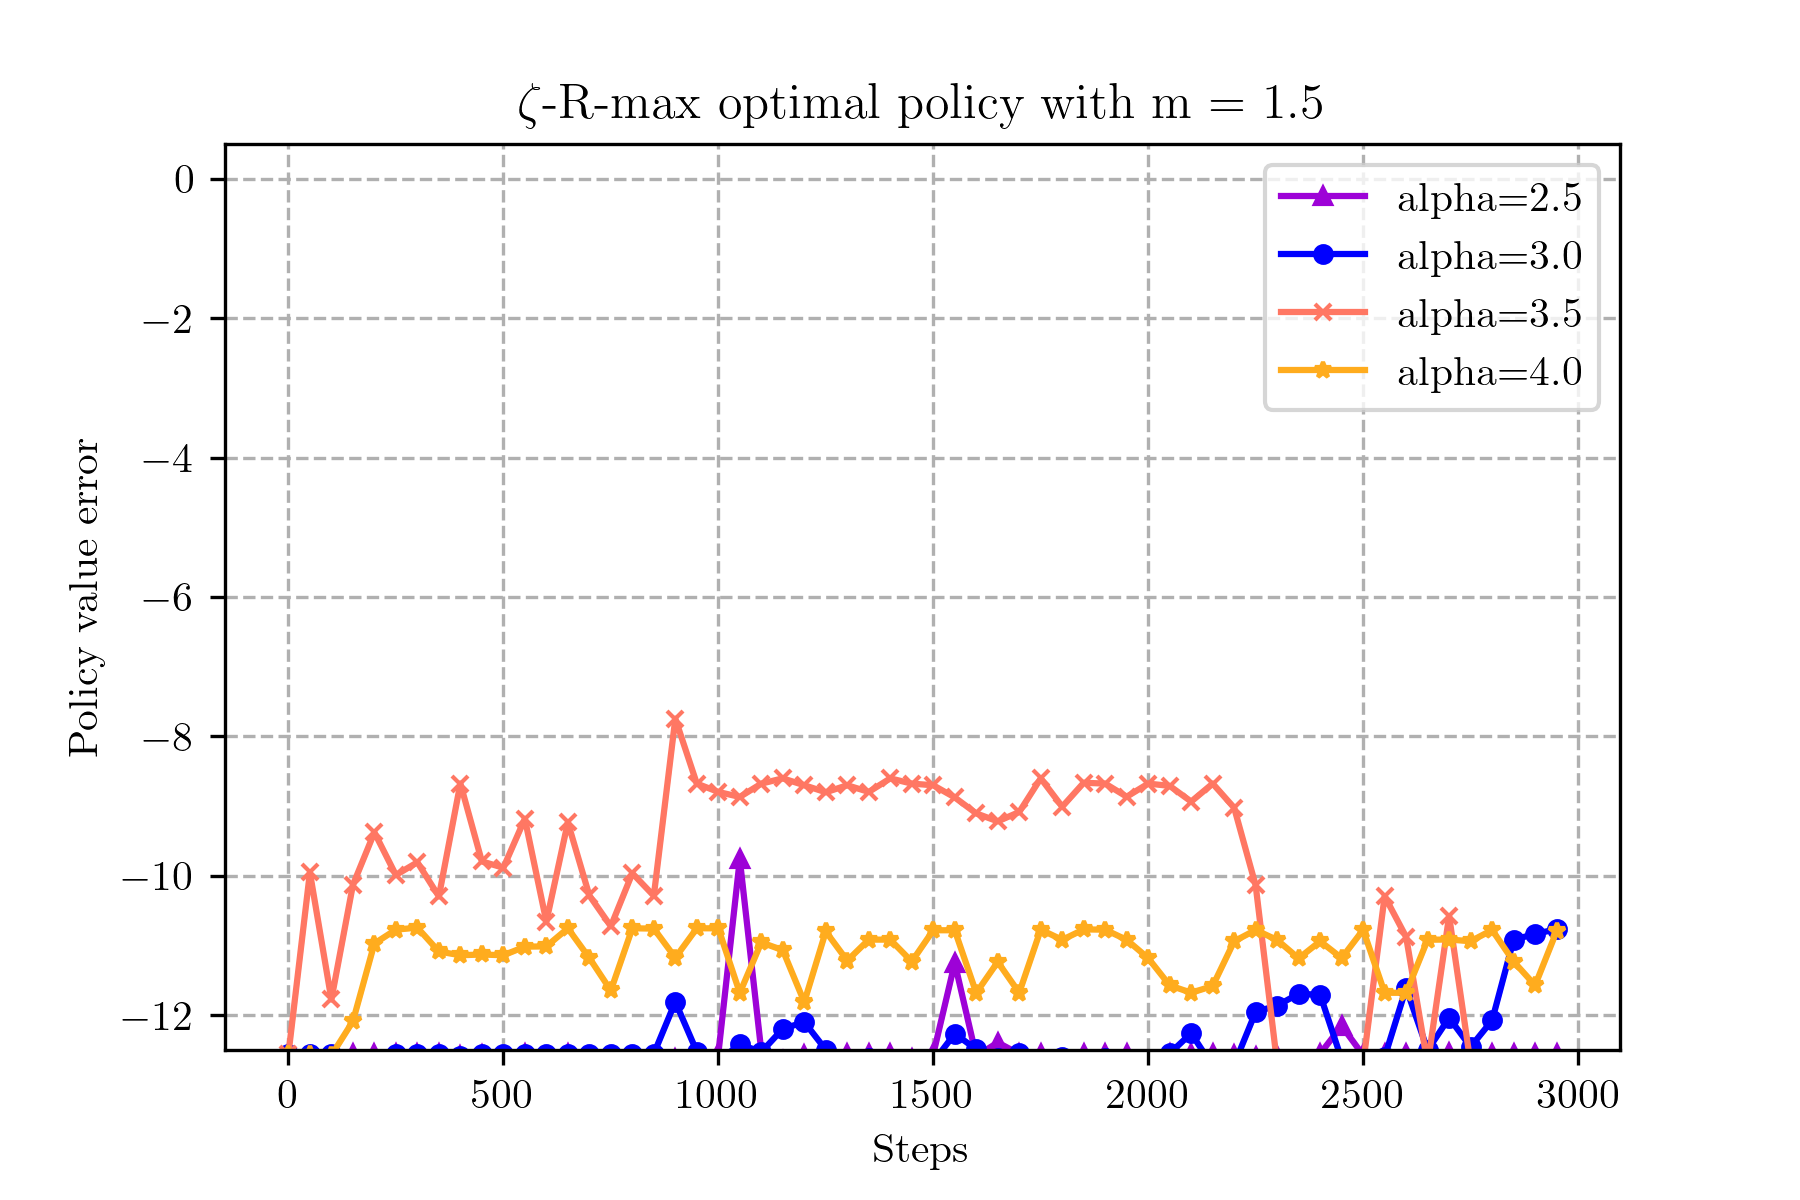 ζ-R-max optimal policy with m = 1.5
alpha=2.5
alpha=3.0
alpha=3.5
alpha=4.0
Policy value error
0
−2
−4
−6
−8
−10
−12
0 500 1000 1500 2000 2500 3000
Steps